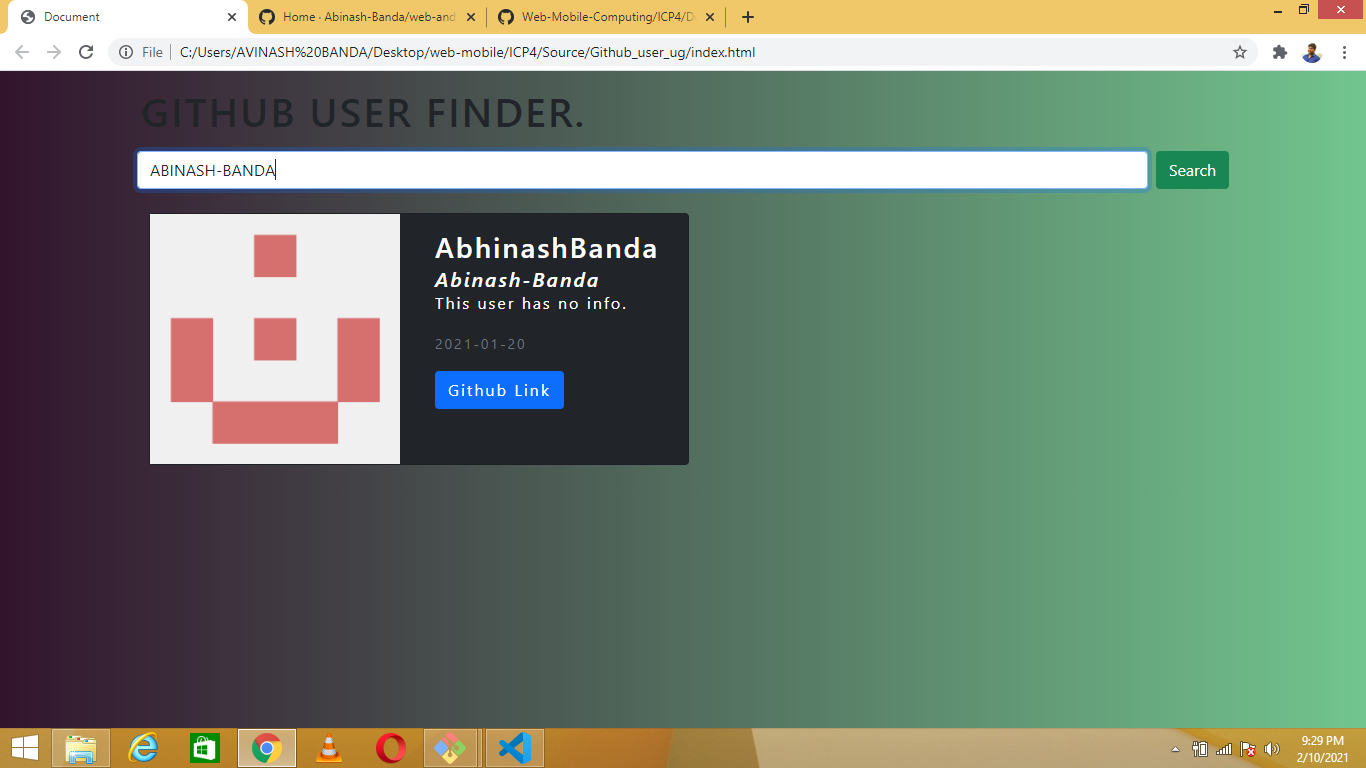 Document
Home · Abinash-Banda/web-and
Web-Mobile-Computing/ICP4/D
File
C:/Users/AVINASH%20BANDA/Desktop/web-mobile/ICP4/Source/Github_user_ug/index.html
GITHUB USER FINDER.
ABINASH-BANDA
Search
AbhinashBanda
Abinash-Banda
This user has no info.
2021-01-20
Github Link
9:29 PM
2/10/2021